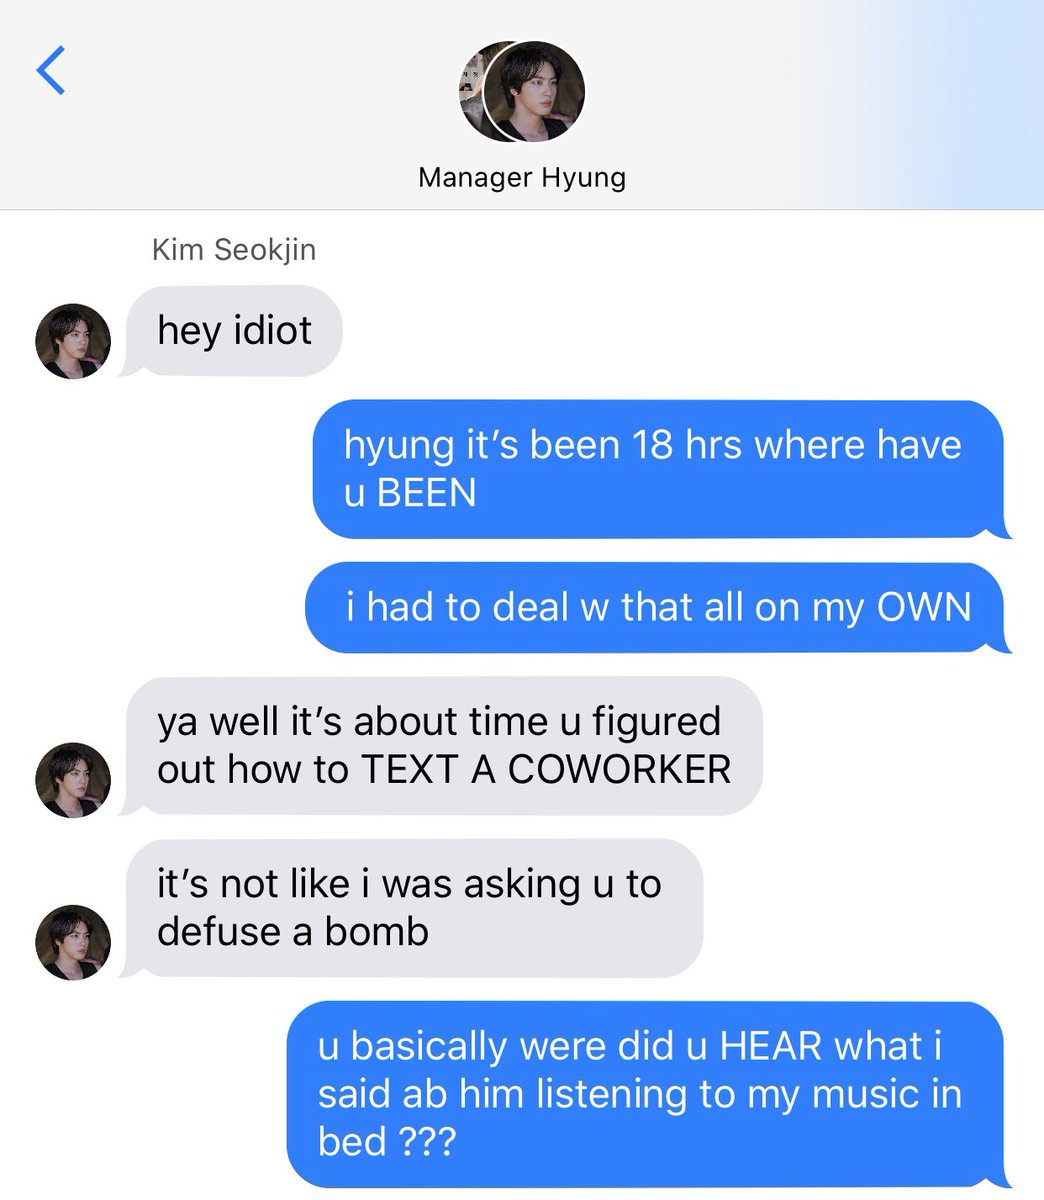 Manager Hyung
Kim Seokjin
hey idiot
hyung it’s been 18 hrs where have
u BEEN
i had to deal w that all on my OWN
ya well it’s about time u figured
out how to TEXT A COWORKER
it’s not like i was asking u to
defuse a bomb
u basically were did u HEAR what i
said ab him listening to my music in
bed ???